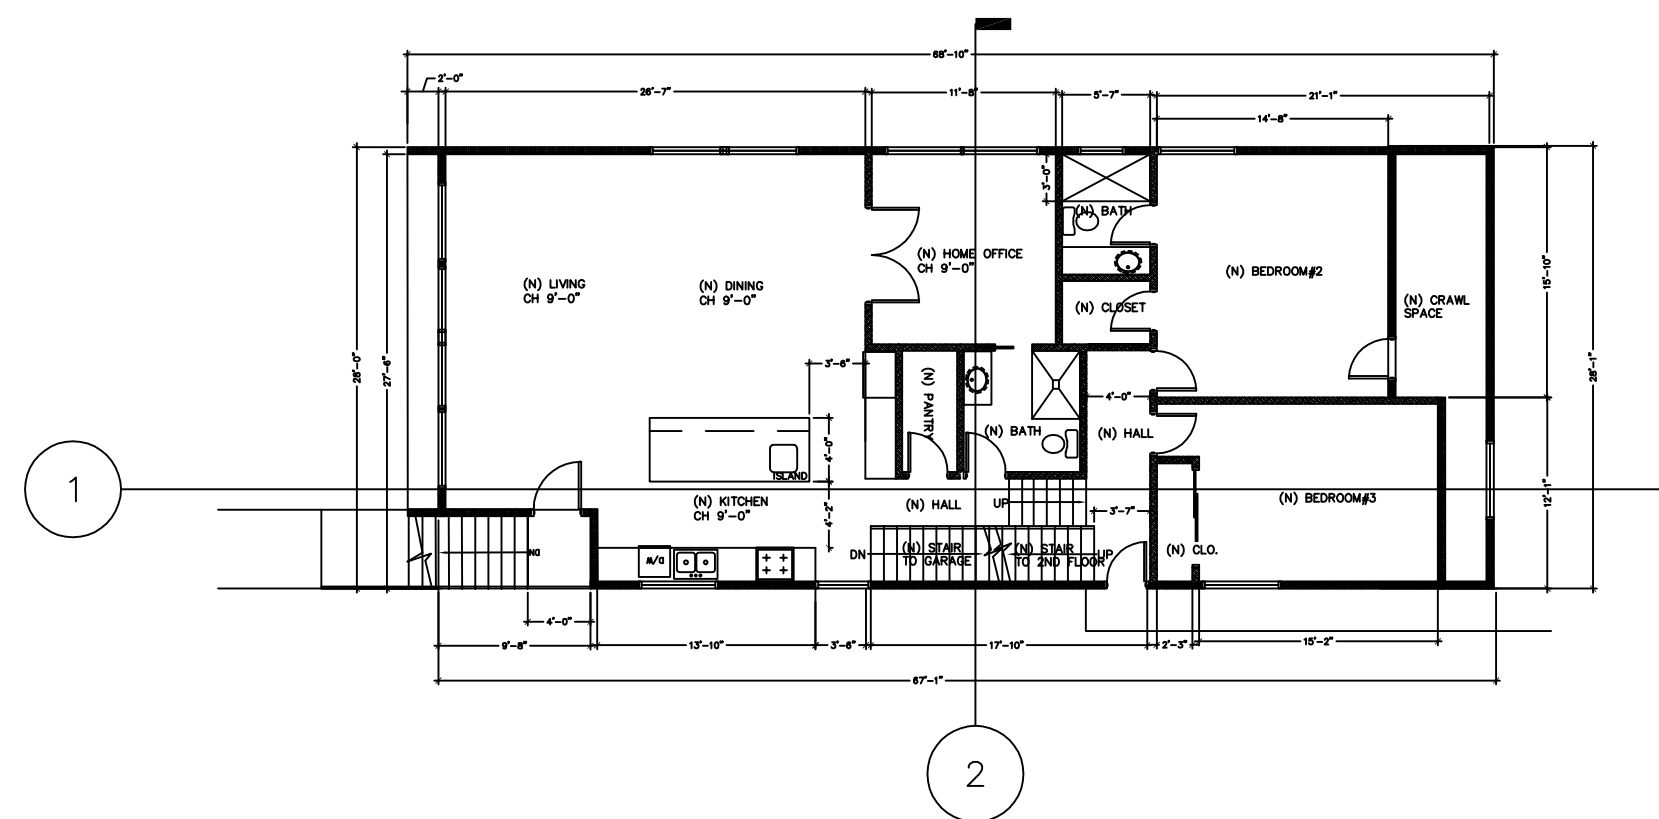 68'-10"
2'-0"
26'-7"
11'-8"
5'-7"
21'-1"
14'-8"
3'-0"
(N) BATH
(N) HOME OFFICE
CH 9'-0"
(N) BEDROOM#2
15'-10"
(N) LIVING
CH 9'-0"
(N) DINING
CH 9'-0"
(N) CLOSET
(N) CRAWL
SPACE
28'-0"
27'-6"
28'-1"
3'-6"
(N) PANTRY
4'-0"
(N) BATH
(N) HALL
4'-0"
ISLAND
1
(N) KITCHEN
CH 9'-0"
4'-2"
(N) HALL
UP
3'-7"
(N) BEDROOM#3
12'-1"
DN
DN
(N) STAIR
TO GARAGE
(N) STAIR
TO 2ND FLOOR
UP
(N) CLO.
D/W
4'-0"
9'-8"
13'-10"
3'-6"
17'-10"
2'-3"
15'-2"
67'-1"
2